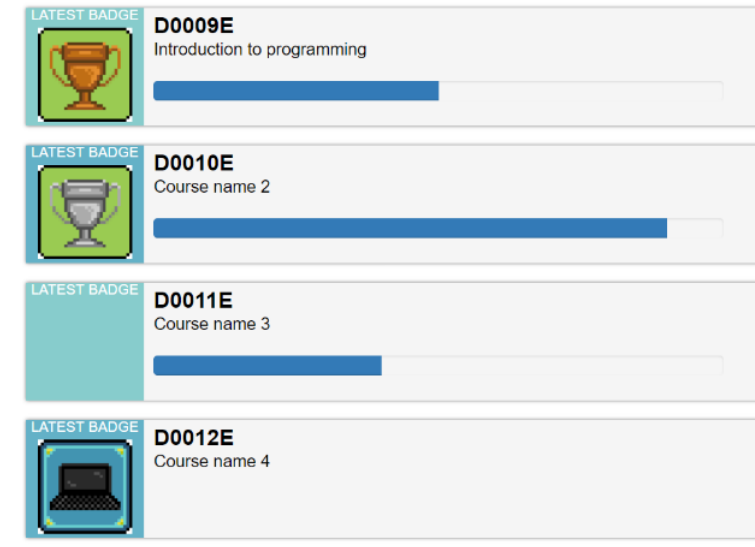 LATEST BADGE
D0009E
Introduction to programming
LATEST BADGE
D0010E
Course name 2
LATEST BADGE
D0011E
Course name 3
LATEST BADGE
D0012E
Course name 4